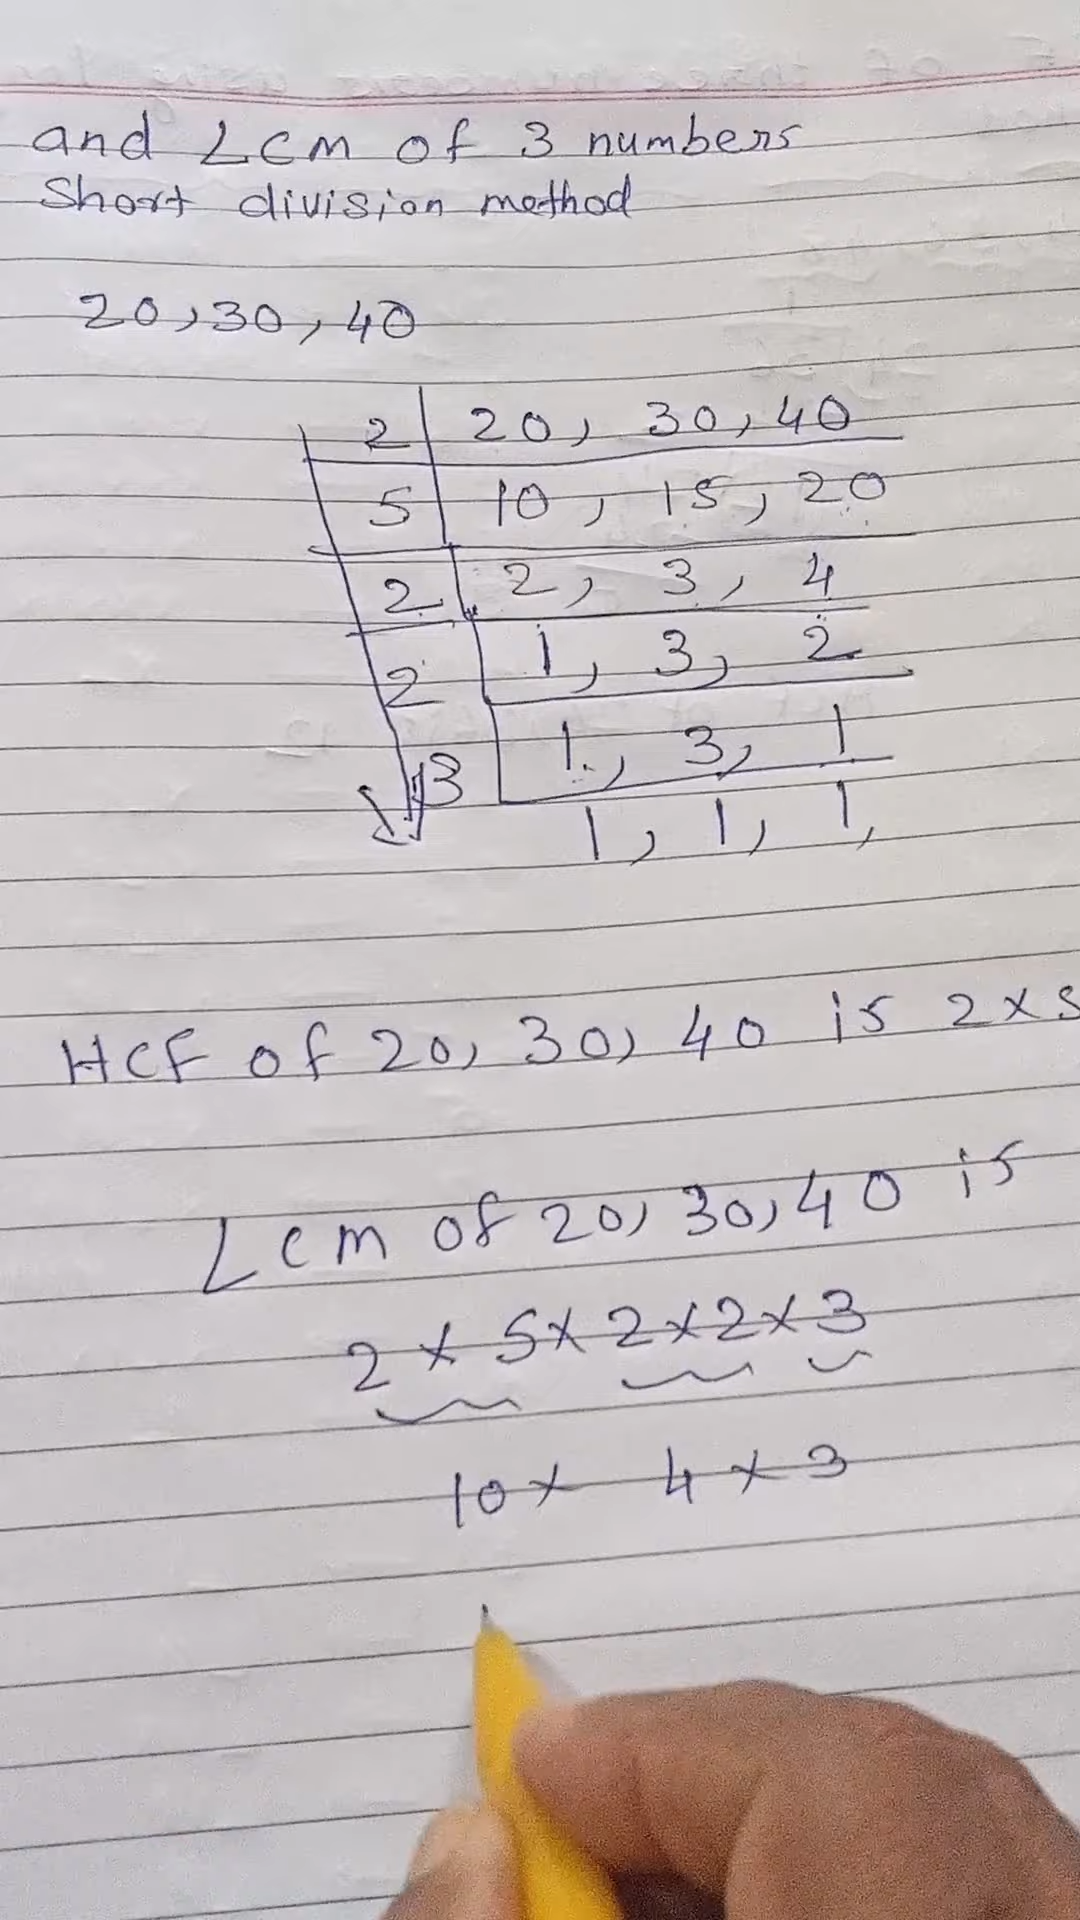 and LCM of 3 numbers
Short division method
20, 30, 40
2 20, 30, 40
5 10, 15, 20
2 2, 3, 4
2 1, 3, 2
3 1, 3, 1
1, 1, 1,
HCF of 20, 30, 40 is 2 x 5
Lcm of 20, 30, 40 is
2 x 5 x 2 x 2 x 3
10 x 4 x 3